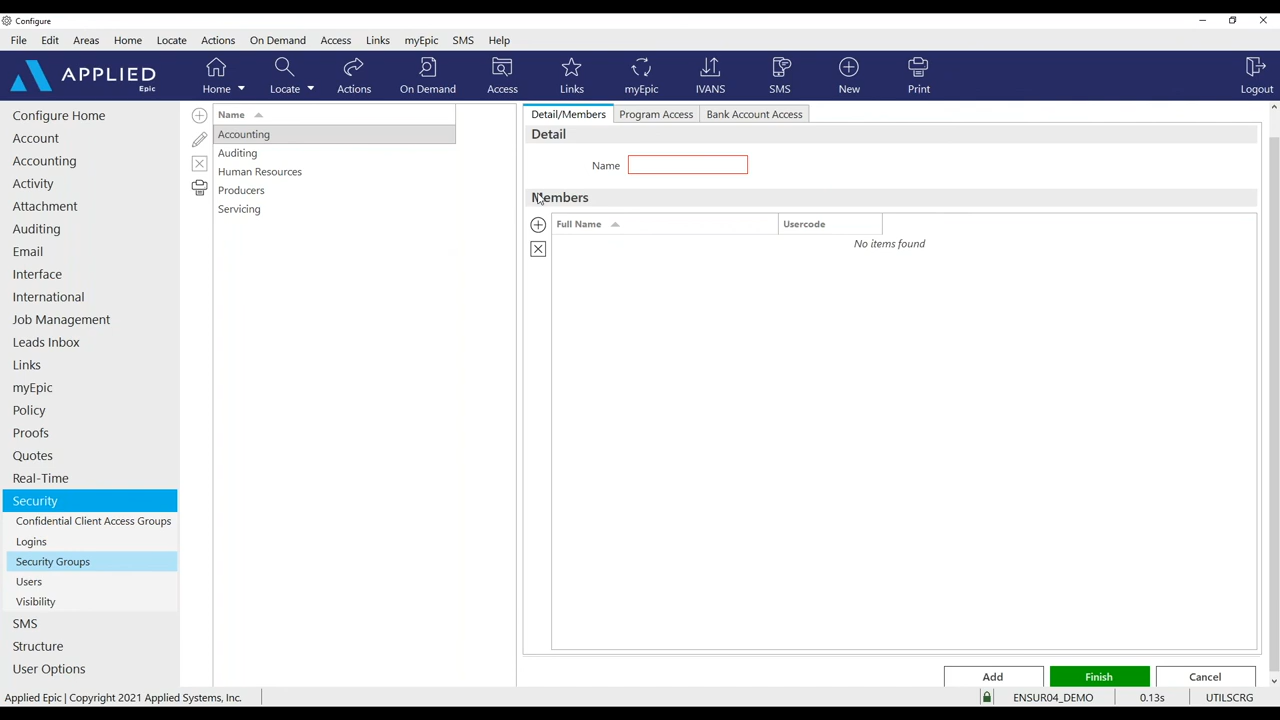 Configure
File Edit Areas Home Locate Actions On Demand Access Links myEpic SMS Help
APPLIED
Epic
Home Locate Actions On Demand Access Links myEpic IVANS SMS New Print Logout
Configure Home
Account
Accounting
Activity
Attachment
Auditing
Email
Interface
International
Job Management
Leads Inbox
Links
myEpic
Policy
Proofs
Quotes
Real-Time
Security
Confidential Client Access Groups
Logins
Security Groups
Users
Visibility
SMS
Structure
User Options
Name
Accounting
Auditing
Human Resources
Producers
Servicing
Detail/Members Program Access Bank Account Access
Detail
Name
Members
Full Name Usercode
No items found
Add Finish Cancel
Applied Epic | Copyright 2021 Applied Systems, Inc. ENSUR04_DEMO 0.13s UTILSCRG